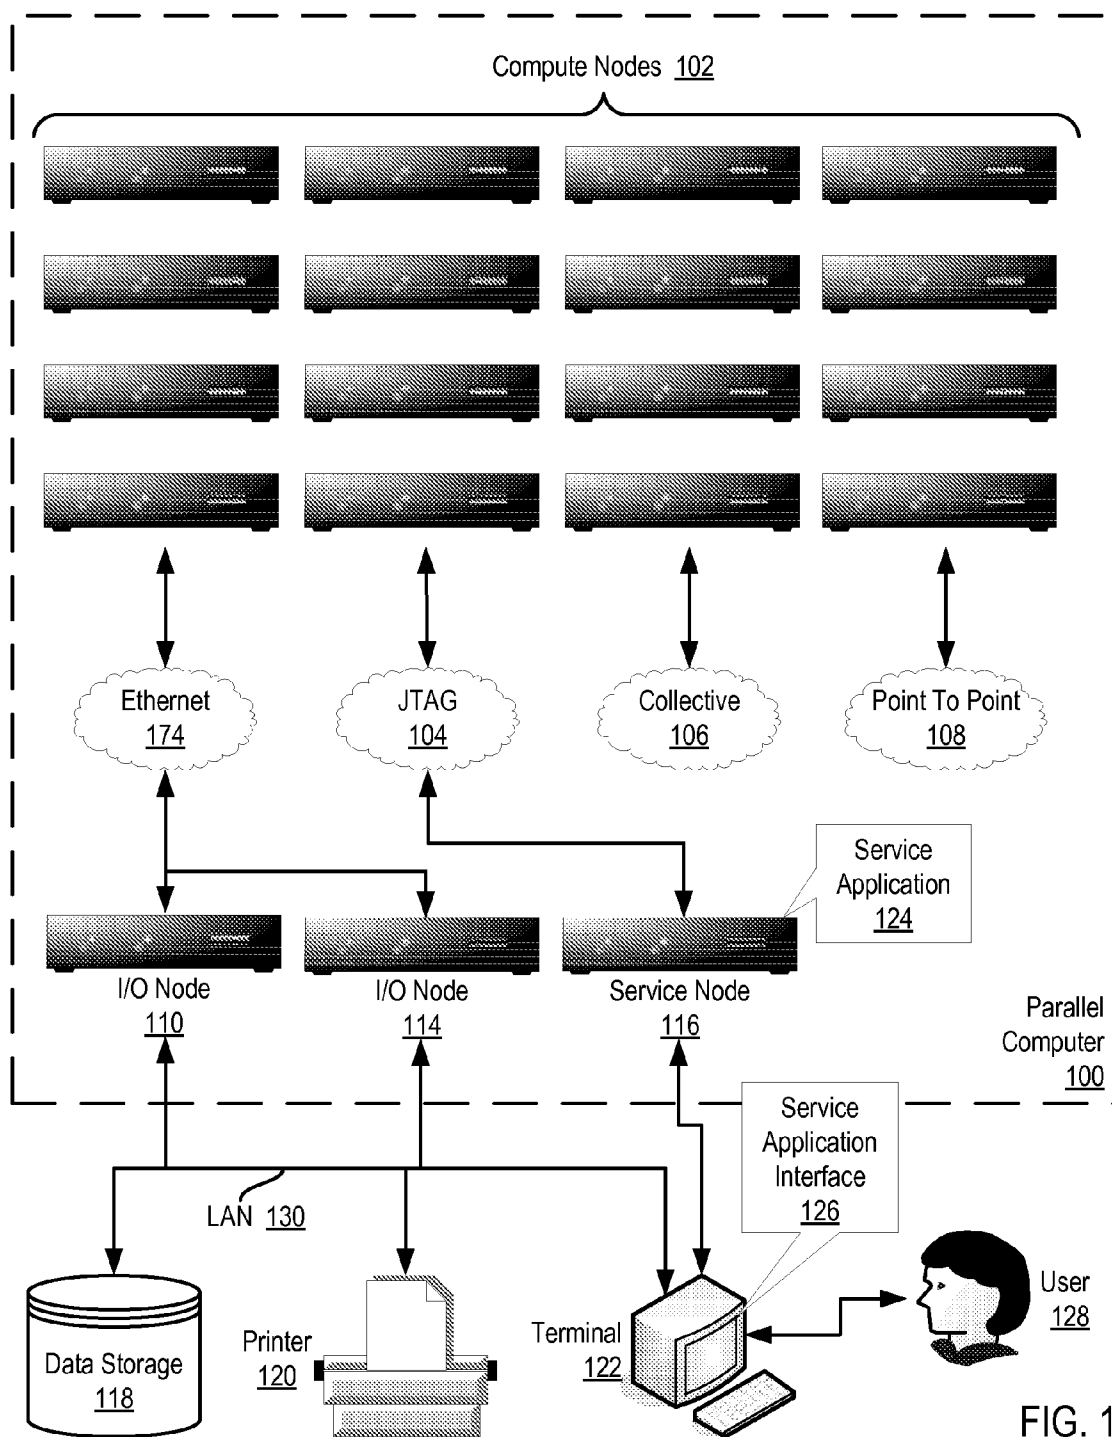 Compute Nodes 102
Ethernet
174
JTAG
104
Collective
106
Point To Point
108
Service
Application
124
I/O Node
110
I/O Node
114
Service Node
116
Parallel
Computer
100
Service
Application
Interface
126
LAN 130
Data Storage
118
Printer
120
Terminal
122
User
128
FIG. 1